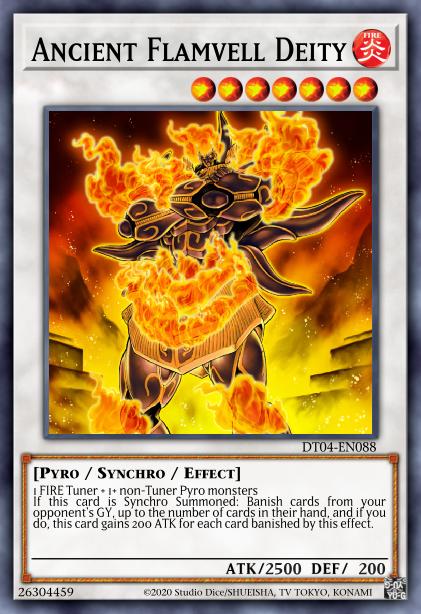 ANCIENT FLAMVELL DEITY
FIRE
炎
DT04-EN088
[PYRO / SYNCHRO / EFFECT]
1 FIRE Tuner + 1+ non-Tuner Pyro monsters
If this card is Synchro Summoned: Banish cards from your
opponent's GY, up to the number of cards in their hand, and if you
do, this card gains 200 ATK for each card banished by this effect.
ATK/2500 DEF/ 200
26304459
©2020 Studio Dice/SHUEISHA, TV TOKYO, KONAMI